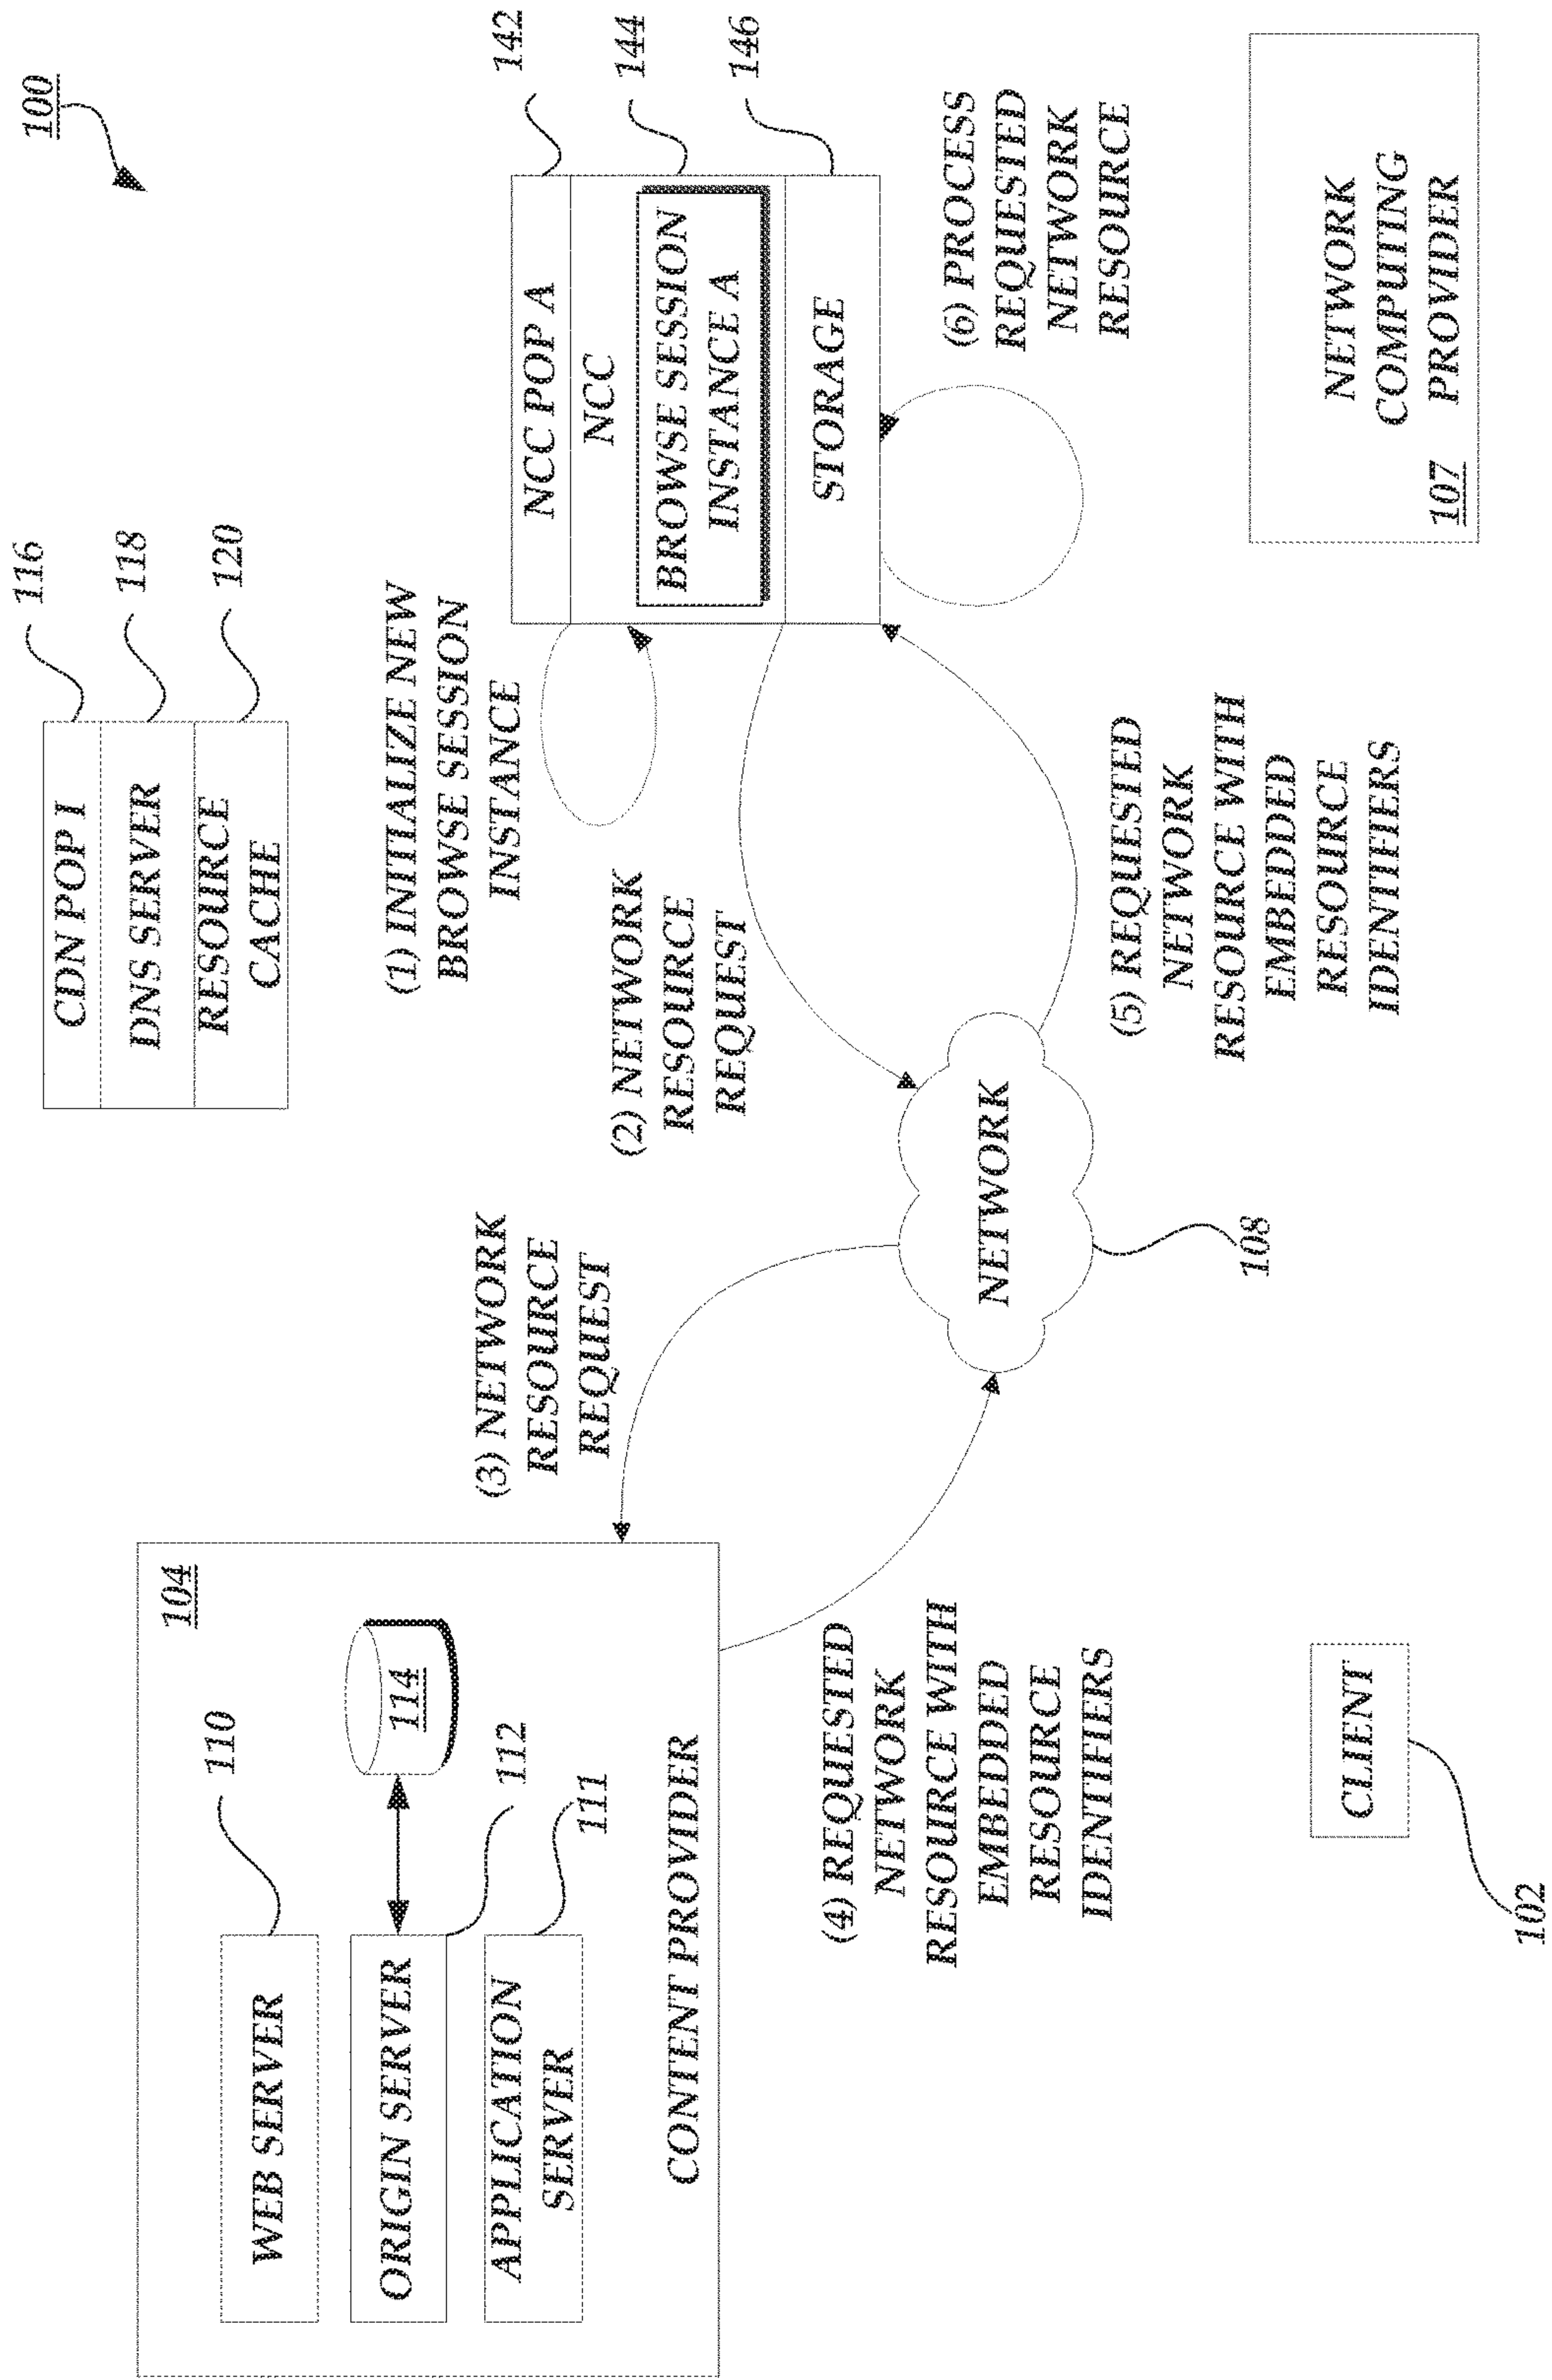 100
104
WEB SERVER
110
ORIGIN SERVER
114
112
APPLICATION
SERVER
111
CONTENT PROVIDER
CDN POP I
116
DNS SERVER
118
RESOURCE
CACHE
120
(1) INITIALIZE NEW
BROWSE SESSION
INSTANCE
(2) NETWORK
RESOURCE
REQUEST
(3) NETWORK
RESOURCE
REQUEST
NCC POP A
142
NCC
144
BROWSE SESSION
INSTANCE A
STORAGE
146
(4) REQUESTED
NETWORK
RESOURCE WITH
EMBEDDED
RESOURCE
IDENTIFIERS
NETWORK
108
(5) REQUESTED
NETWORK
RESOURCE WITH
EMBEDDED
RESOURCE
IDENTIFIERS
(6) PROCESS
REQUESTED
NETWORK
RESOURCE
CLIENT
102
NETWORK
COMPUTING
PROVIDER
107